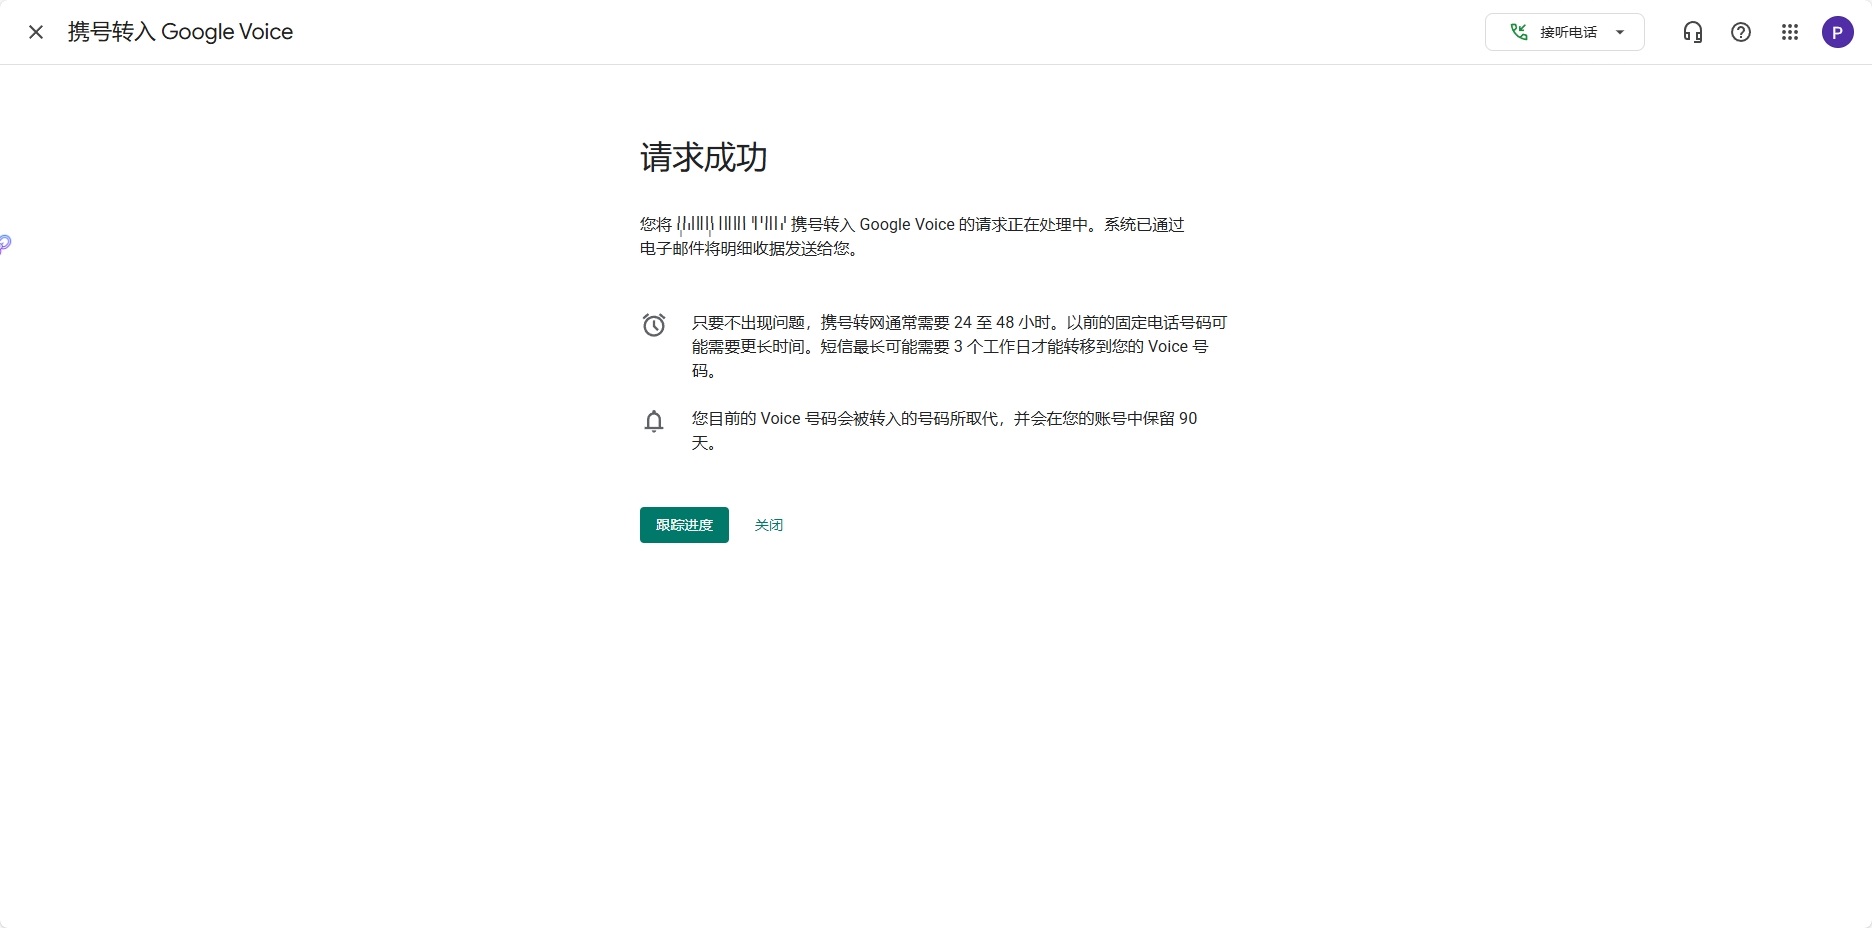 携号转入 Google Voice
接听电话
P
请求成功
您将 携号转入 Google Voice 的请求正在处理中。系统已通过
电子邮件将明细收据发送给您。
只要不出现问题，携号转网通常需要 24 至 48 小时。以前的固定电话号码可
能需要更长时间。短信最长可能需要 3 个工作日才能转移到您的 Voice 号
码。
您目前的 Voice 号码会被转入的号码所取代，并会在您的账号中保留 90
天。
跟踪进度
关闭